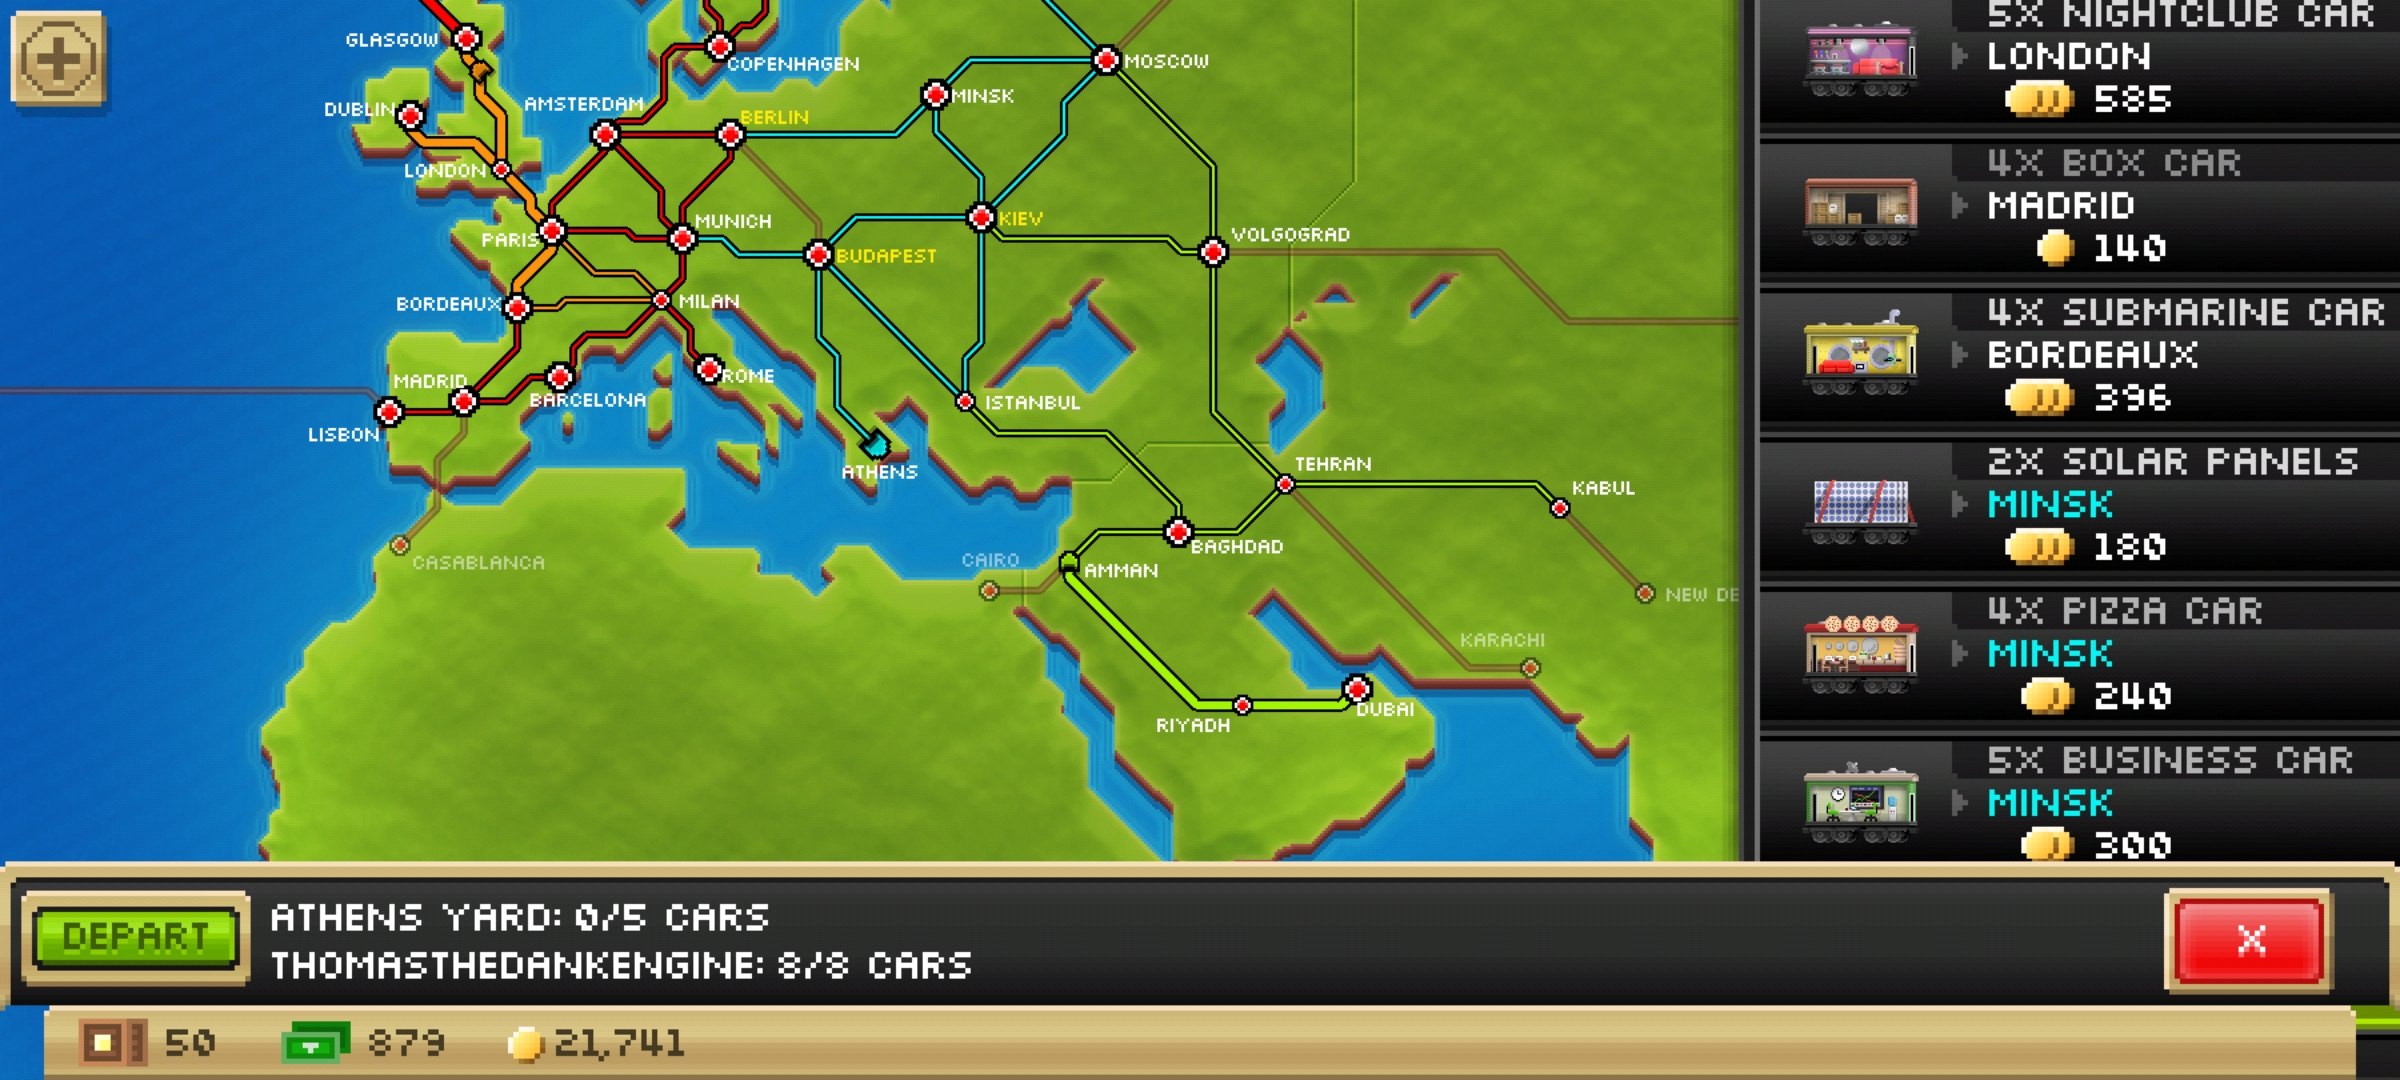 GLASGOW
COPENHAGEN
MOSCOW
DUBLIN
AMSTERDAM
BERLIN
MINSK
LONDON
PARIS
MUNICH
KIEV
BUDAPEST
VOLGOGRAD
BORDEAUX
MILAN
MADRID
BARCELONA
ROME
ISTANBUL
LISBON
ATHENS
TEHRAN
KABUL
CASABLANCA
CAIRO
BAGHDAD
AMMAN
NEW DE
KARACHI
RIYADH
DUBAI
5X NIGHTCLUB CAR
LONDON
585
4X BOX CAR
MADRID
140
4X SUBMARINE CAR
BORDEAUX
396
2X SOLAR PANELS
MINSK
180
4X PIZZA CAR
MINSK
240
5X BUSINESS CAR
MINSK
300
DEPART
ATHENS YARD: 0/5 CARS
THOMASTHEDANKENGINE: 8/8 CARS
X
50
879
21,741